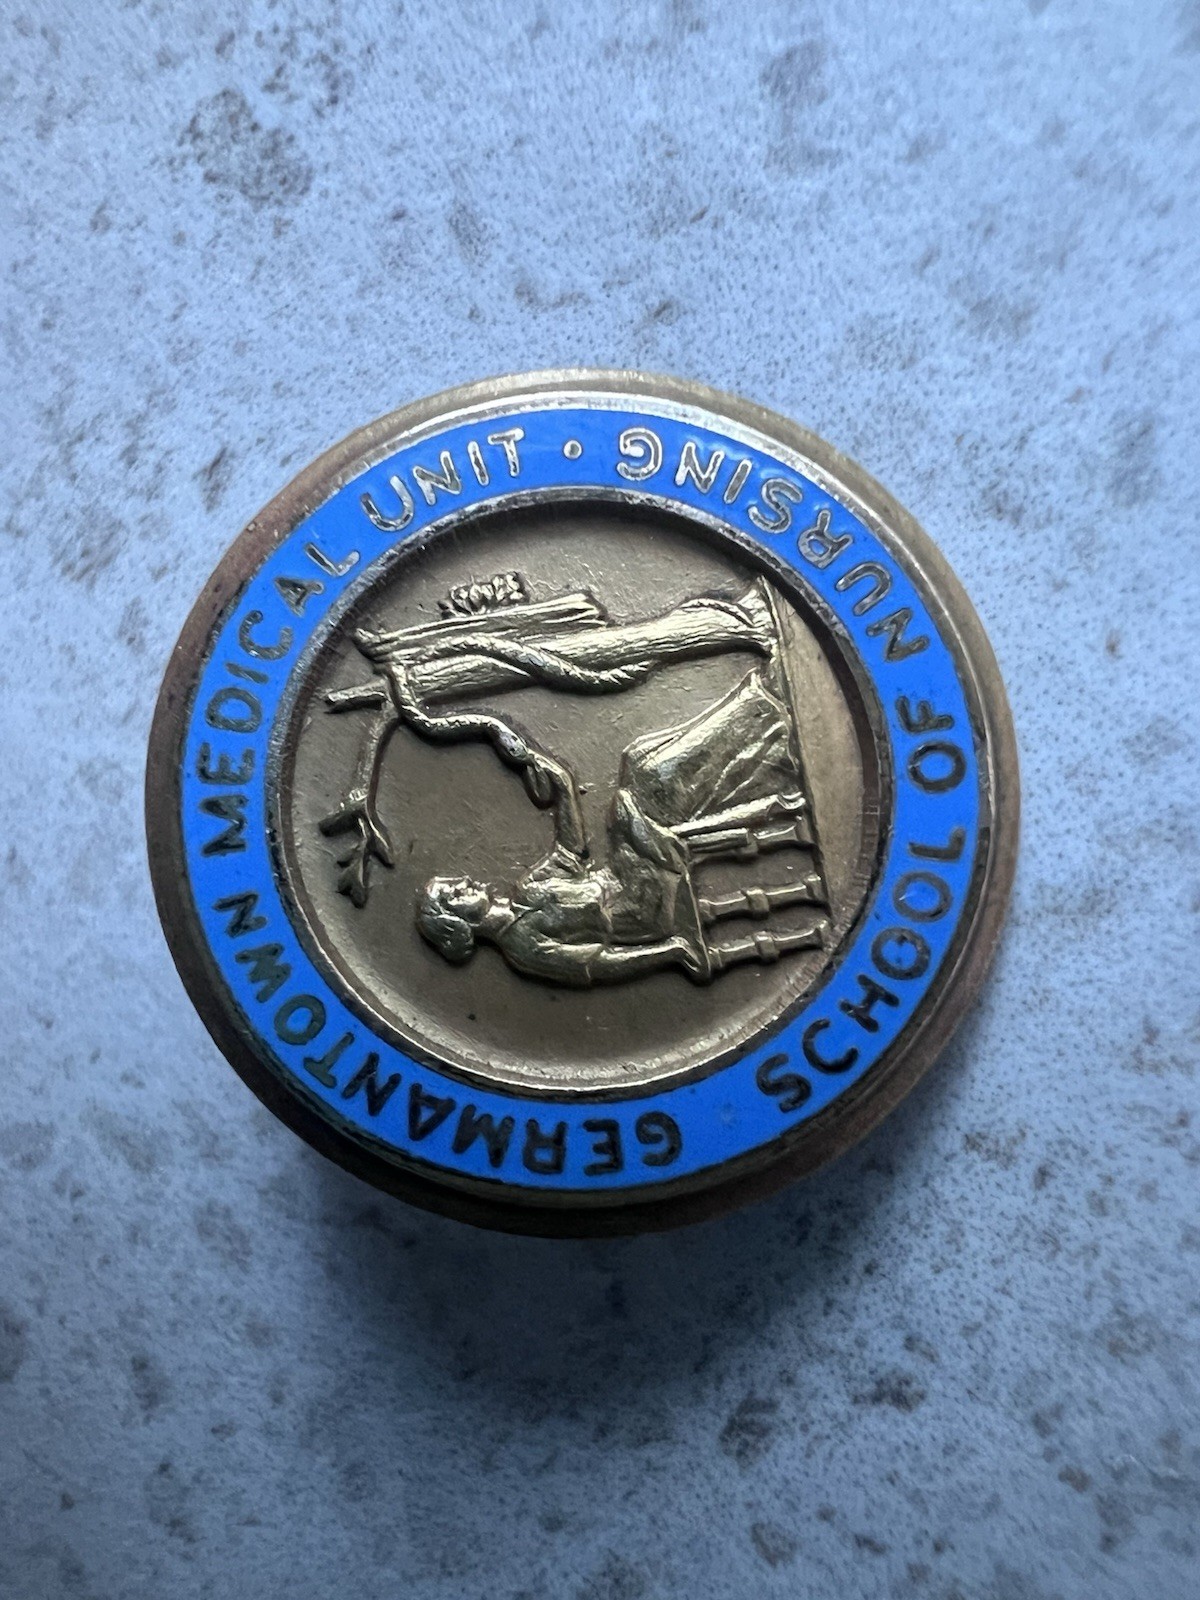 GERMANTOWN MEDICAL UNIT · 
SCHOOL OF NURSING